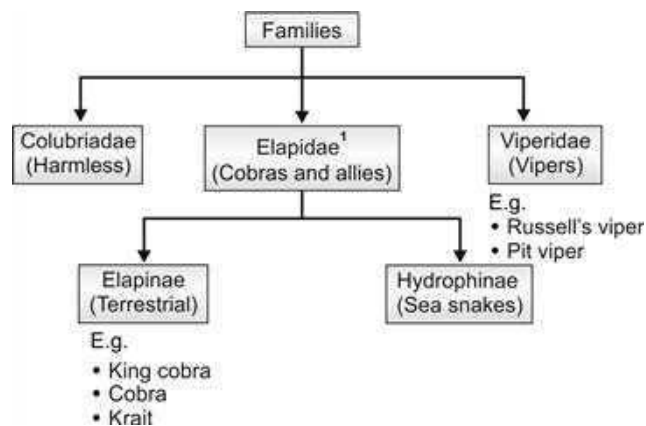 Families
Colubriadae
(Harmless)
Elapidae1
(Cobras and allies)
Viperidae
(Vipers)
E.g.
• Russell's viper
• Pit viper
Elapinae
(Terrestrial)
Hydrophinae
(Sea snakes)
E.g.
• King cobra
• Cobra
• Krait